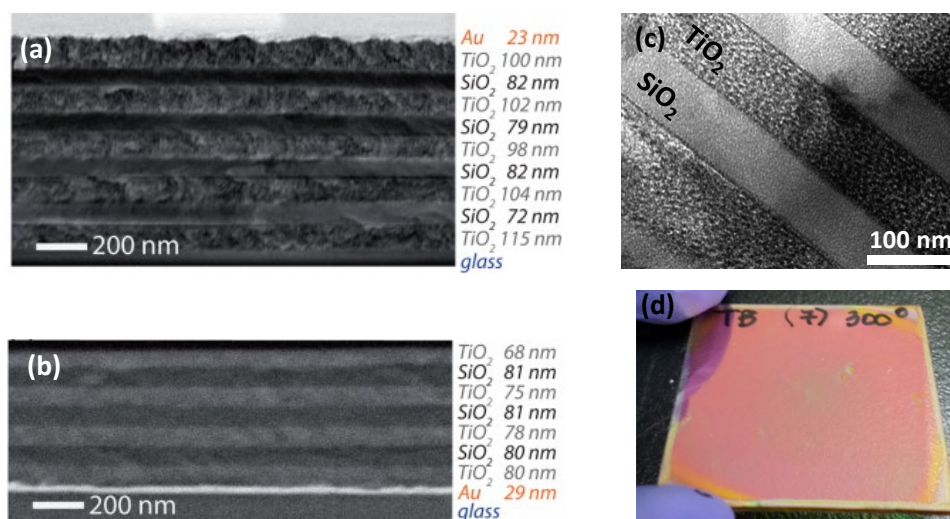 (a)
Au 23 nm
TiO2 100 nm
SiO2 82 nm
TiO2 102 nm
SiO2 79 nm
TiO2 98 nm
SiO2 82 nm
TiO2 104 nm
SiO2 72 nm
TiO2 115 nm
glass
200 nm
(b)
TiO2 68 nm
SiO2 81 nm
TiO2 75 nm
SiO2 81 nm
TiO2 78 nm
SiO2 80 nm
TiO2 80 nm
Au 29 nm
glass
200 nm
(c)
TiO2
SiO2
100 nm
(d)
TB (7) 300°